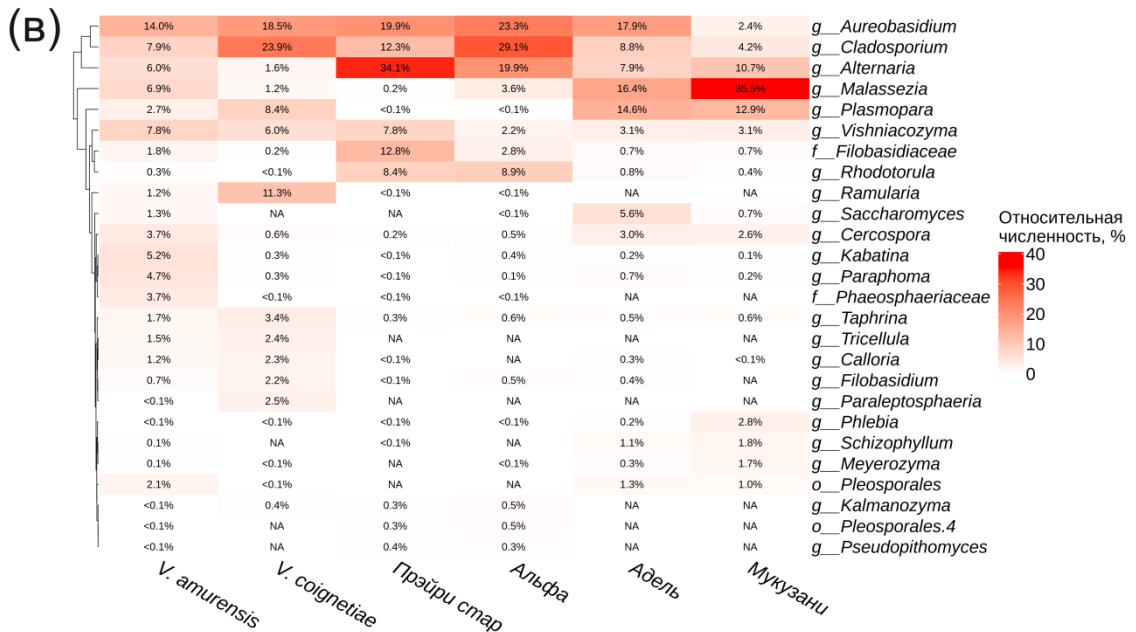 (В)
14.0% 18.5% 19.9% 23.3% 17.9% 2.4% g__Aureobasidium
7.9% 23.9% 12.3% 29.1% 8.8% 4.2% g__Cladosporium
6.0% 1.6% 34.1% 19.9% 7.9% 10.7% g__Alternaria
6.9% 1.2% 0.2% 3.6% 16.4% 35.5% g__Malassezia
2.7% 8.4% <0.1% <0.1% 14.6% 12.9% g__Plasmopara
7.8% 6.0% 7.8% 2.2% 3.1% 3.1% g__Vishniacozyma
1.8% 0.2% 12.8% 2.8% 0.7% 0.7% f__Filobasidiaceae
0.3% <0.1% 8.4% 8.9% 0.8% 0.4% g__Rhodotorula
1.2% 11.3% <0.1% <0.1% NA NA g__Ramularia
1.3% NA NA <0.1% 5.6% 0.7% g__Saccharomyces
3.7% 0.6% 0.2% 0.5% 3.0% 2.6% g__Cercospora
5.2% 0.3% <0.1% 0.4% 0.2% 0.1% g__Kabatina
4.7% 0.3% <0.1% 0.1% 0.7% 0.2% g__Paraphoma
3.7% <0.1% <0.1% <0.1% NA NA f__Phaeosphaeriaceae
1.7% 3.4% 0.3% 0.6% 0.5% 0.6% g__Taphrina
1.5% 2.4% NA NA NA NA g__Tricellula
1.2% 2.3% <0.1% NA 0.3% <0.1% g__Calloria
0.7% 2.2% <0.1% 0.5% 0.4% NA g__Filobasidium
<0.1% 2.5% NA NA NA NA g__Paraleptosphaeria
<0.1% <0.1% <0.1% <0.1% 0.2% 2.8% g__Phlebia
0.1% NA <0.1% NA 1.1% 1.8% g__Schizophyllum
0.1% <0.1% NA <0.1% 0.3% 1.7% g__Meyerozyma
2.1% <0.1% NA NA 1.3% 1.0% o__Pleosporales
<0.1% 0.4% 0.3% 0.5% NA NA g__Kalmanozyma
<0.1% NA 0.3% 0.5% NA NA o__Pleosporales.4
<0.1% NA 0.4% 0.3% NA NA g__Pseudopithomyces
V. amurensis V. coignetiae Прэйри стар Альфа Адель Мукузани
Относительная
численность, %
40
30
20
10
0